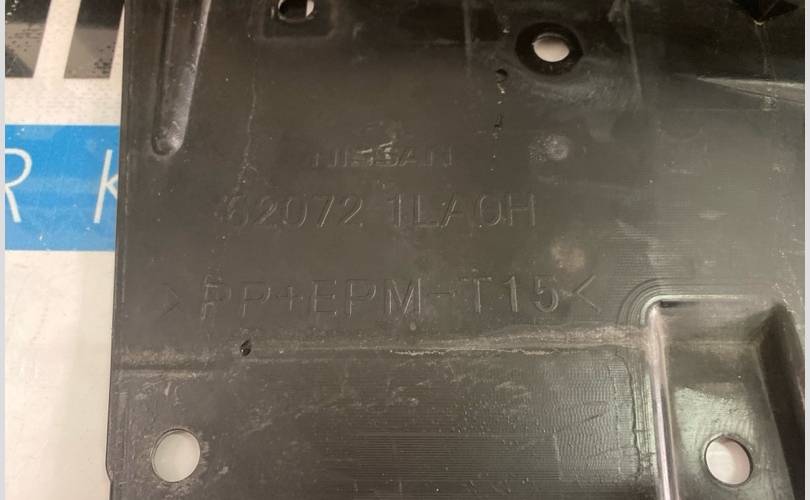 R K
NISSAN
62072 1LA0H
>PP+EPM-T15<